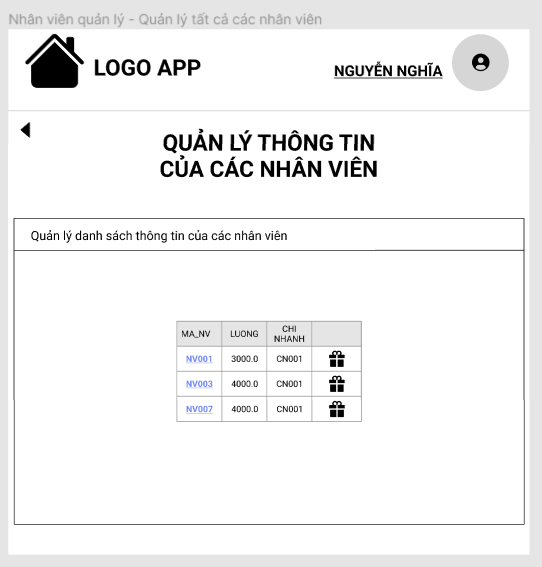 Nhân viên quản lý - Quản lý tất cả các nhân viên
LOGO APP
NGUYỄN NGHĨA
QUẢN LÝ THÔNG TIN
CỦA CÁC NHÂN VIÊN
Quản lý danh sách thông tin của các nhân viên
MA_NV LUONG CHI NHANH
NV001 3000.0 CN001
NV003 4000.0 CN001
NV007 4000.0 CN001